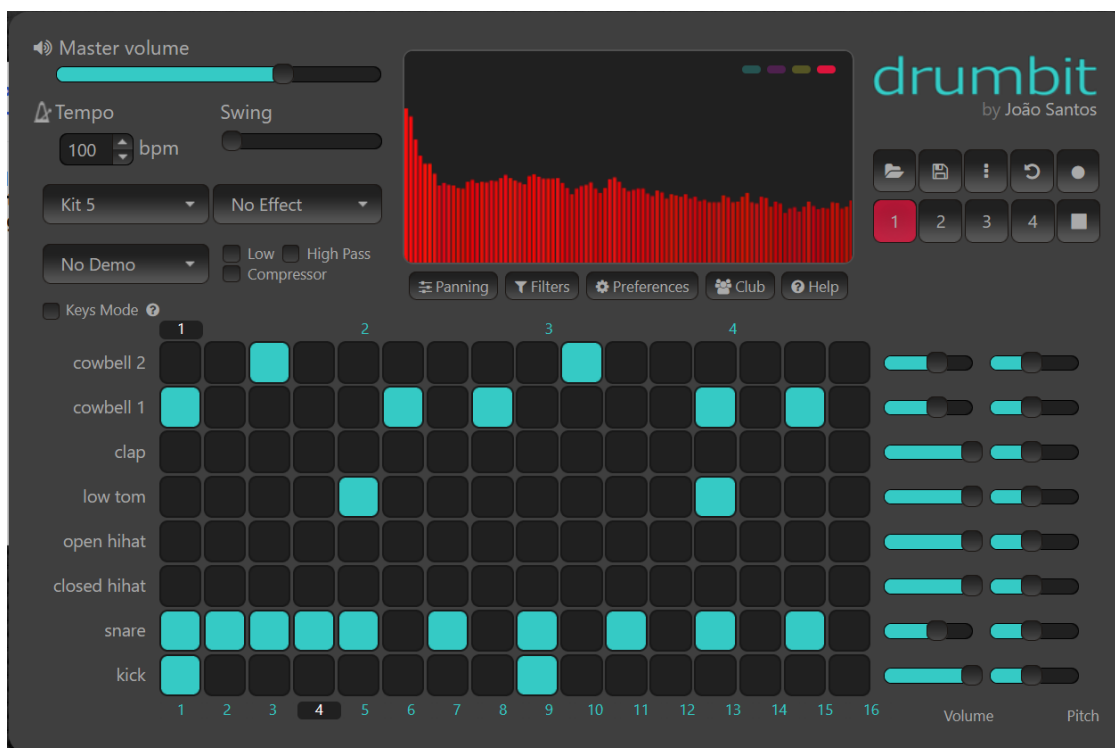 Master volume
drumbit
by João Santos
Tempo
Swing
100
bpm
Kit 5
No Effect
1
2
3
4
No Demo
Low
High Pass
Compressor
Panning
Filters
Preferences
Club
Help
Keys Mode
1 2 3 4
cowbell 2
cowbell 1
clap
low tom
open hihat
closed hihat
snare
kick
1 2 3 4 5 6 7 8 9 10 11 12 13 14 15 16
Volume
Pitch